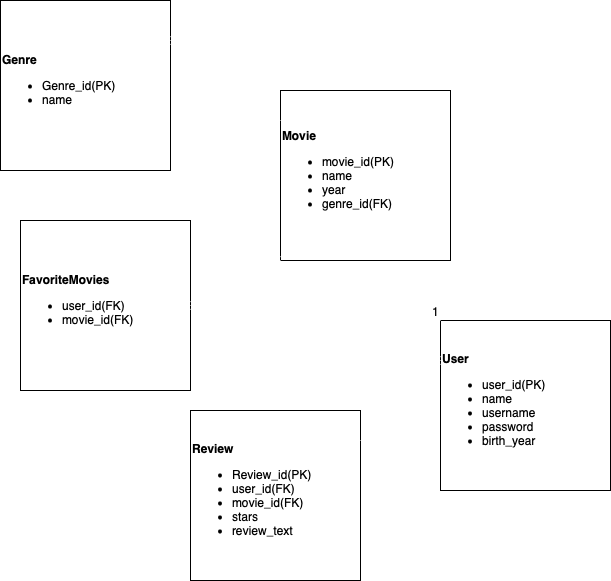 Genre
Genre_id(PK)
name
Movie
movie_id(PK)
name
year
genre_id(FK)
FavoriteMovies
user_id(FK)
movie_id(FK)
1
User
user_id(PK)
name
username
password
birth_year
Review
Review_id(PK)
user_id(FK)
movie_id(FK)
stars
review_text